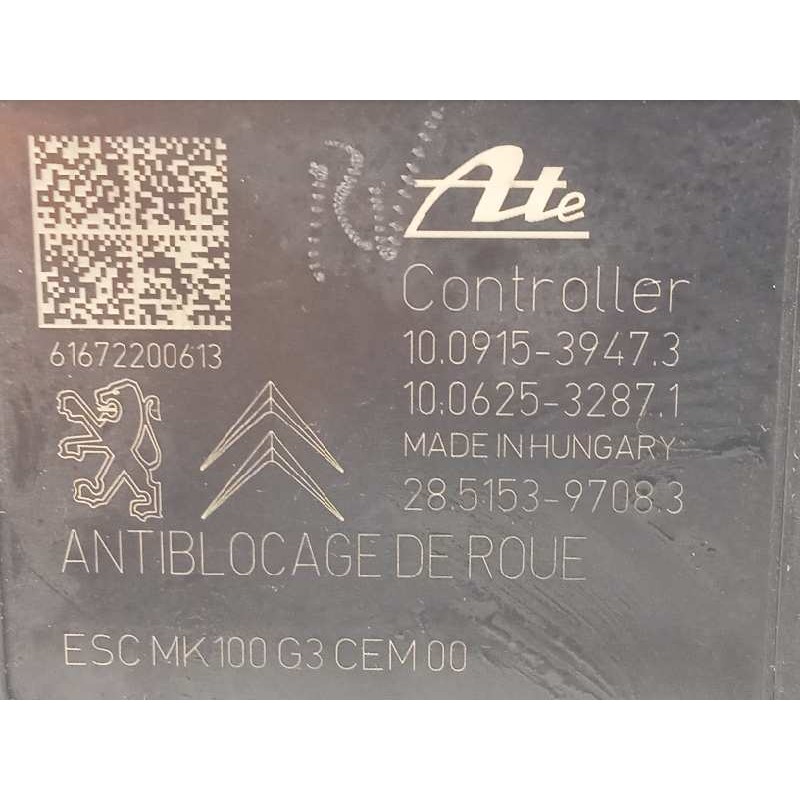 RV
Ate
Controller
10.0915-3947.3
10.0625-3287.1
MADE IN HUNGARY
28.5153-9708.3
61672200613
ANTIBLOCAGE DE ROUE
ESC MK100 G3 CEM 00